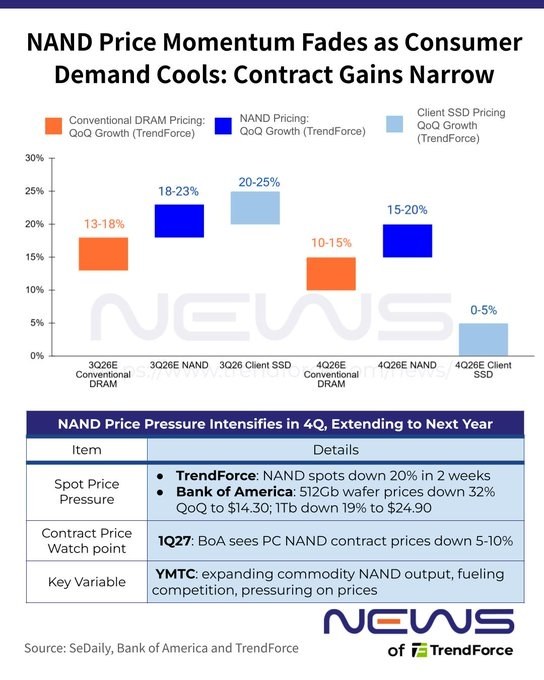 NAND Price Momentum Fades as Consumer
Demand Cools: Contract Gains Narrow
Conventional DRAM Pricing:
QoQ Growth (TrendForce)
NAND Pricing:
QoQ Growth (TrendForce)
Client SSD Pricing
QoQ Growth
(TrendForce)
30%
25%
20%
15%
10%
5%
0%
13-18%
18-23%
20-25%
10-15%
15-20%
0-5%
NEWS
3Q26E
Conventional
DRAM
3Q26E NAND
3Q26 Client SSD
4Q26E
Conventional
DRAM
4Q26E NAND
4Q26E Client
SSD
NAND Price Pressure Intensifies in 4Q, Extending to Next Year
Item
Details
Spot Price
Pressure
● TrendForce: NAND spots down 20% in 2 weeks
● Bank of America: 512Gb wafer prices down 32%
QoQ to $14.30; 1Tb down 19% to $24.90
Contract Price
Watch point
1Q27: BoA sees PC NAND contract prices down 5-10%
Key Variable
YMTC: expanding commodity NAND output, fueling
competition, pressuring on prices
Source: SeDaily, Bank of America and TrendForce
NEWS
of TrendForce